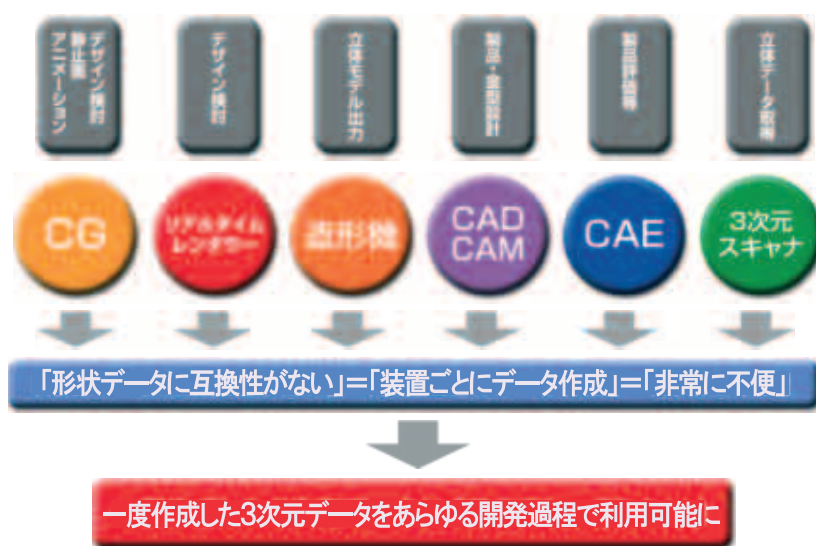 デザイン検討
静止画
アニメーション
デザイン検討
立体モデル出力
製品・金型設計
製品評価等
立体データ取得
CG
リアルタイム
レンダラー
造形機
CAD
CAM
CAE
3次元
スキャナ
「形状データに互換性がない」=「装置ごとにデータ作成」=「非常に不便」
一度作成した3次元データをあらゆる開発過程で利用可能に